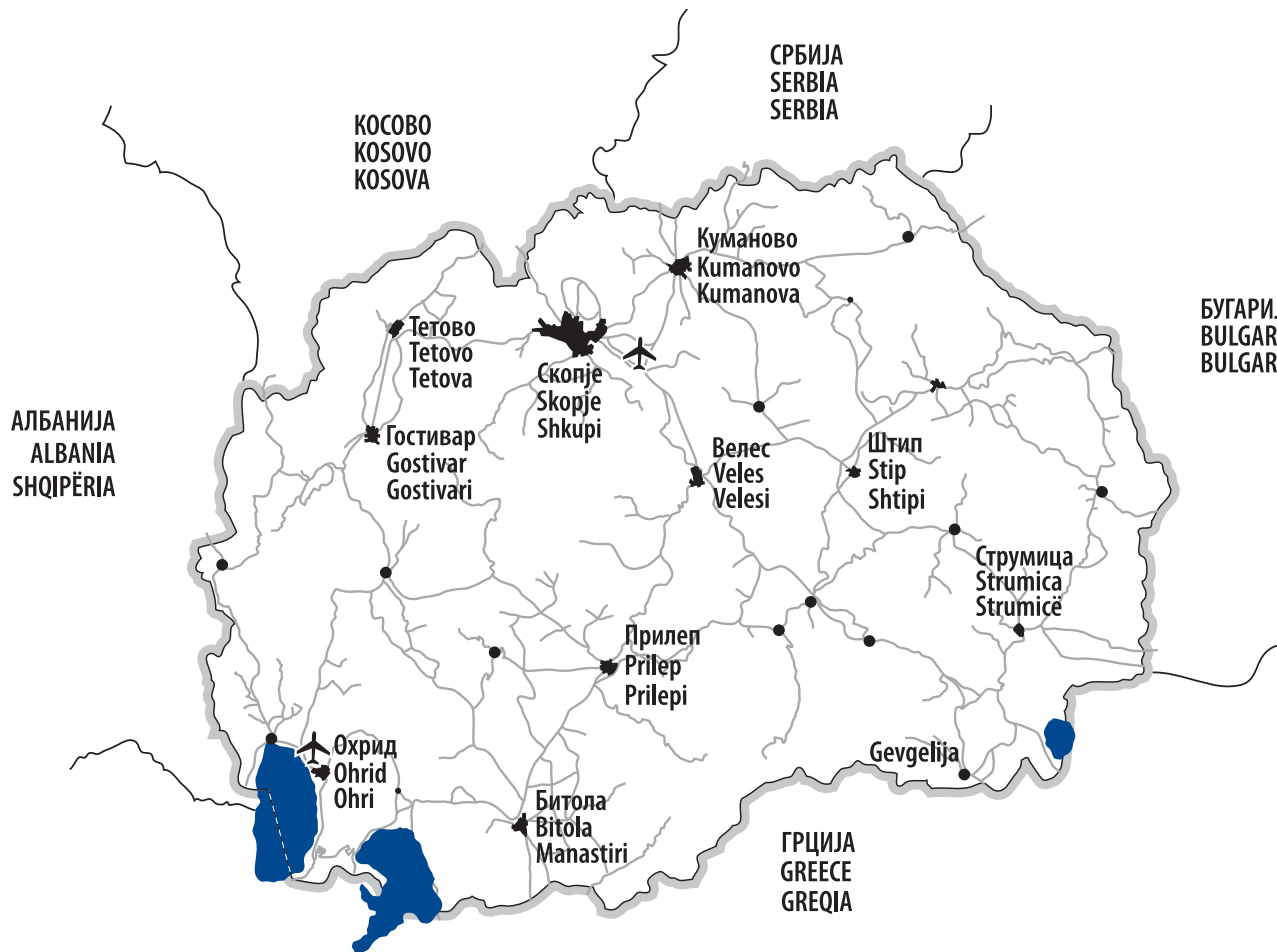 СРБИЈА
SERBIA
SERBIA
КОСОВО
KOSOVO
KOSOVA
Куманово
Kumanovo
Kumanova
БУГАРИЈ
BULGAR
BULGAR
Тетово
Tetovo
Tetova
Скопје
Skopje
Shkupi
АЛБАНИЈА
ALBANIA
SHQIPËRIA
Гостивар
Gostivar
Gostivari
Велес
Veles
Velesi
Штип
Stip
Shtipi
Струмица
Strumica
Strumicë
Прилеп
Prilep
Prilepi
Охрид
Ohrid
Ohri
Gevgelija
Битола
Bitola
Manastiri
ГРЦИЈА
GREECE
GREQIA